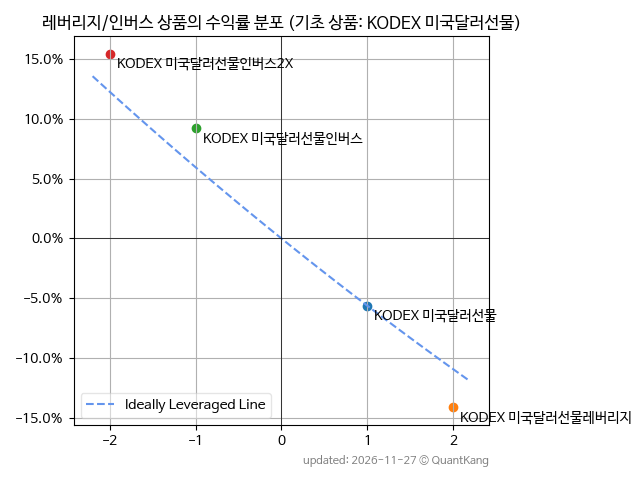 레버리지/인버스 상품의 수익률 분포 (기초 상품: KODEX 미국달러선물)
15.0%
KODEX 미국달러선물인버스2X
10.0%
KODEX 미국달러선물인버스
5.0%
0.0%
−5.0%
KODEX 미국달러선물
−10.0%
Ideally Leveraged Line
−15.0%
KODEX 미국달러선물레버리지
−2 −1 0 1 2
updated: 2026-11-27 © QuantKang